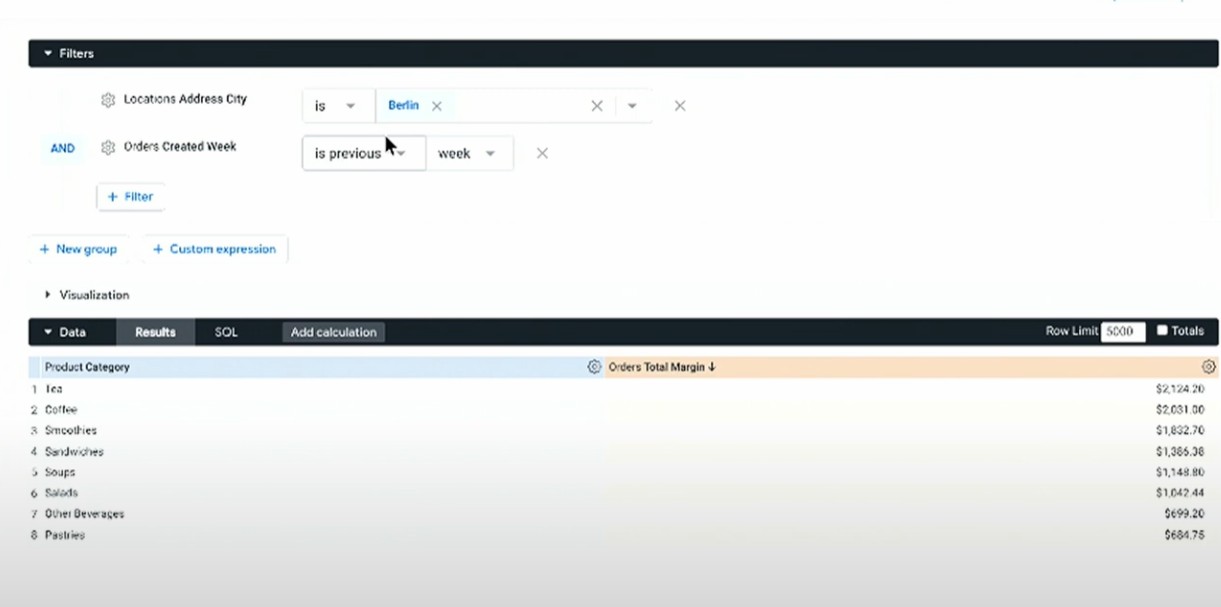 Filters
Locations Address City is Berlin
AND Orders Created Week is previous week
+ Filter
+ New group + Custom expression
Visualization
Data Results SQL Add calculation Row Limit 5000 Totals
Product Category Orders Total Margin ↓
1 Tea $2,124.20
2 Coffee $2,031.00
3 Smoothies $1,832.70
4 Sandwiches $1,386.38
5 Soups $1,148.80
6 Salads $1,042.44
7 Other Beverages $699.20
8 Pastries $684.75